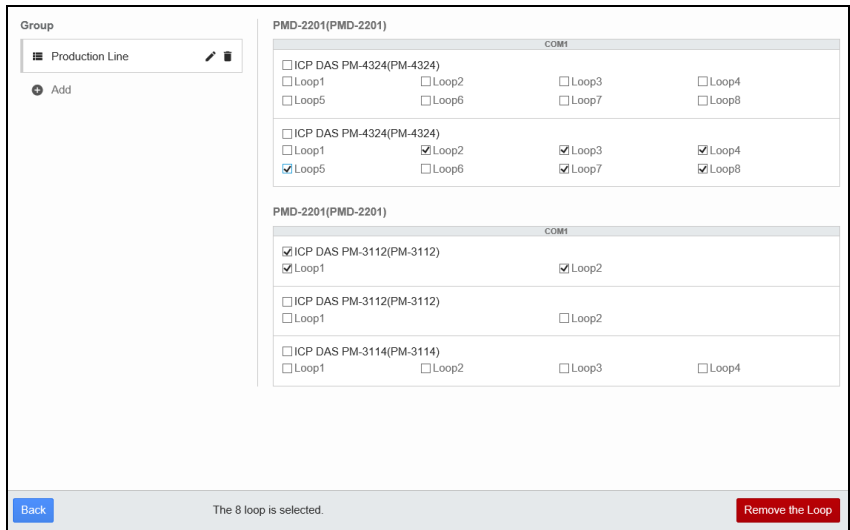 Group
Production Line
Add
PMD-2201(PMD-2201)
COM1
ICP DAS PM-4324(PM-4324)
Loop1 Loop2 Loop3 Loop4
Loop5 Loop6 Loop7 Loop8
ICP DAS PM-4324(PM-4324)
Loop1 Loop2 Loop3 Loop4
Loop5 Loop6 Loop7 Loop8
PMD-2201(PMD-2201)
COM1
ICP DAS PM-3112(PM-3112)
Loop1 Loop2
ICP DAS PM-3112(PM-3112)
Loop1 Loop2
ICP DAS PM-3114(PM-3114)
Loop1 Loop2 Loop3 Loop4
Back The 8 loop is selected. Remove the Loop